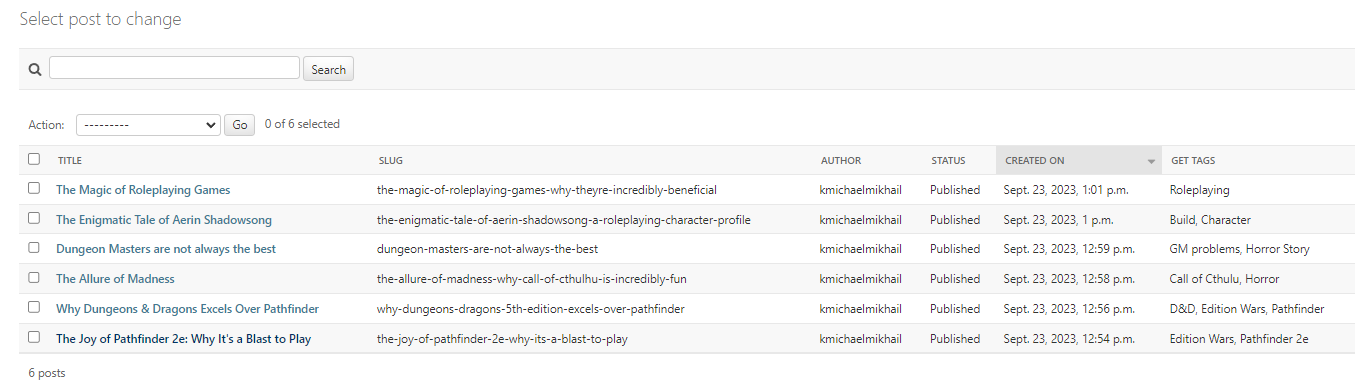 Select post to change
Search
Action: --------- Go 0 of 6 selected
TITLE SLUG AUTHOR STATUS CREATED ON GET TAGS
The Magic of Roleplaying Games the-magic-of-roleplaying-games-why-theyre-incredibly-beneficial kmichaelmikhail Published Sept. 23, 2023, 1:01 p.m. Roleplaying
The Enigmatic Tale of Aerin Shadowsong the-enigmatic-tale-of-aerin-shadowsong-a-roleplaying-character-profile kmichaelmikhail Published Sept. 23, 2023, 1 p.m. Build, Character
Dungeon Masters are not always the best dungeon-masters-are-not-always-the-best kmichaelmikhail Published Sept. 23, 2023, 12:59 p.m. GM problems, Horror Story
The Allure of Madness the-allure-of-madness-why-call-of-cthulhu-is-incredibly-fun kmichaelmikhail Published Sept. 23, 2023, 12:58 p.m. Call of Cthulu, Horror
Why Dungeons & Dragons Excels Over Pathfinder why-dungeons-dragons-5th-edition-excels-over-pathfinder kmichaelmikhail Published Sept. 23, 2023, 12:56 p.m. D&D, Edition Wars, Pathfinder
The Joy of Pathfinder 2e: Why It's a Blast to Play the-joy-of-pathfinder-2e-why-its-a-blast-to-play kmichaelmikhail Published Sept. 23, 2023, 12:54 p.m. Edition Wars, Pathfinder 2e
6 posts